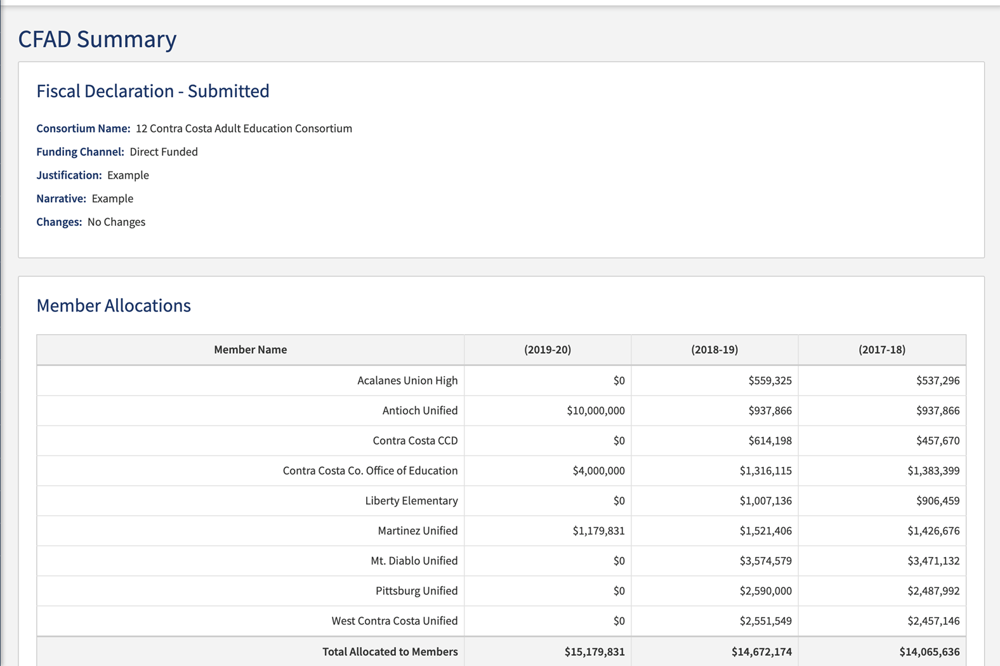 CFAD Summary
Fiscal Declaration - Submitted
Consortium Name: 12 Contra Costa Adult Education Consortium
Funding Channel: Direct Funded
Justification: Example
Narrative: Example
Changes: No Changes
Member Allocations
Member Name (2019-20) (2018-19) (2017-18)
Acalanes Union High $0 $559,325 $537,296
Antioch Unified $10,000,000 $937,866 $937,866
Contra Costa CCD $0 $614,198 $457,670
Contra Costa Co. Office of Education $4,000,000 $1,316,115 $1,383,399
Liberty Elementary $0 $1,007,136 $906,459
Martinez Unified $1,179,831 $1,521,406 $1,426,676
Mt. Diablo Unified $0 $3,574,579 $3,471,132
Pittsburg Unified $0 $2,590,000 $2,487,992
West Contra Costa Unified $0 $2,551,549 $2,457,146
Total Allocated to Members $15,179,831 $14,672,174 $14,065,636